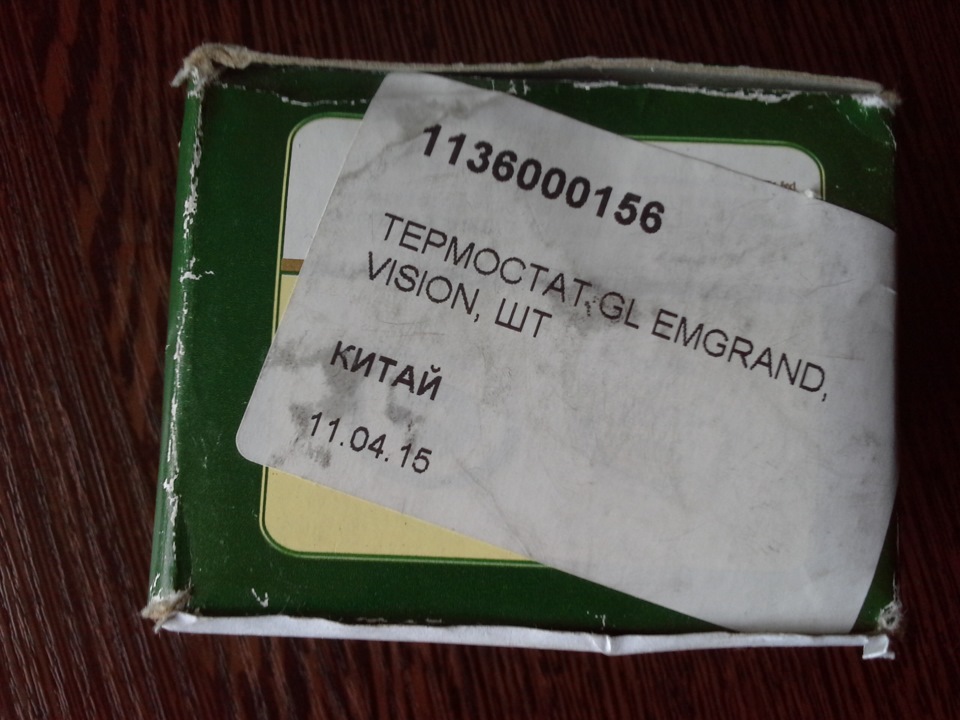 1136000156
ТЕРМОСТАТ GL EMGRAND,
VISION, ШТ
КИТАЙ
11.04.15